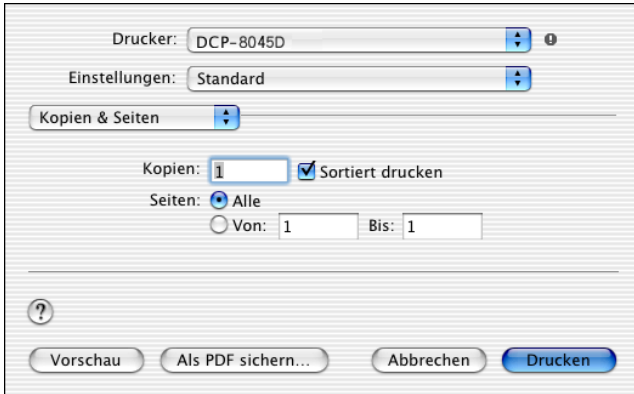 Drucker: DCP-8045D
Einstellungen: Standard
Kopien & Seiten
Kopien: 1 Sortiert drucken
Seiten: Alle
Von: 1 Bis: 1
?
Vorschau Als PDF sichern... Abbrechen Drucken